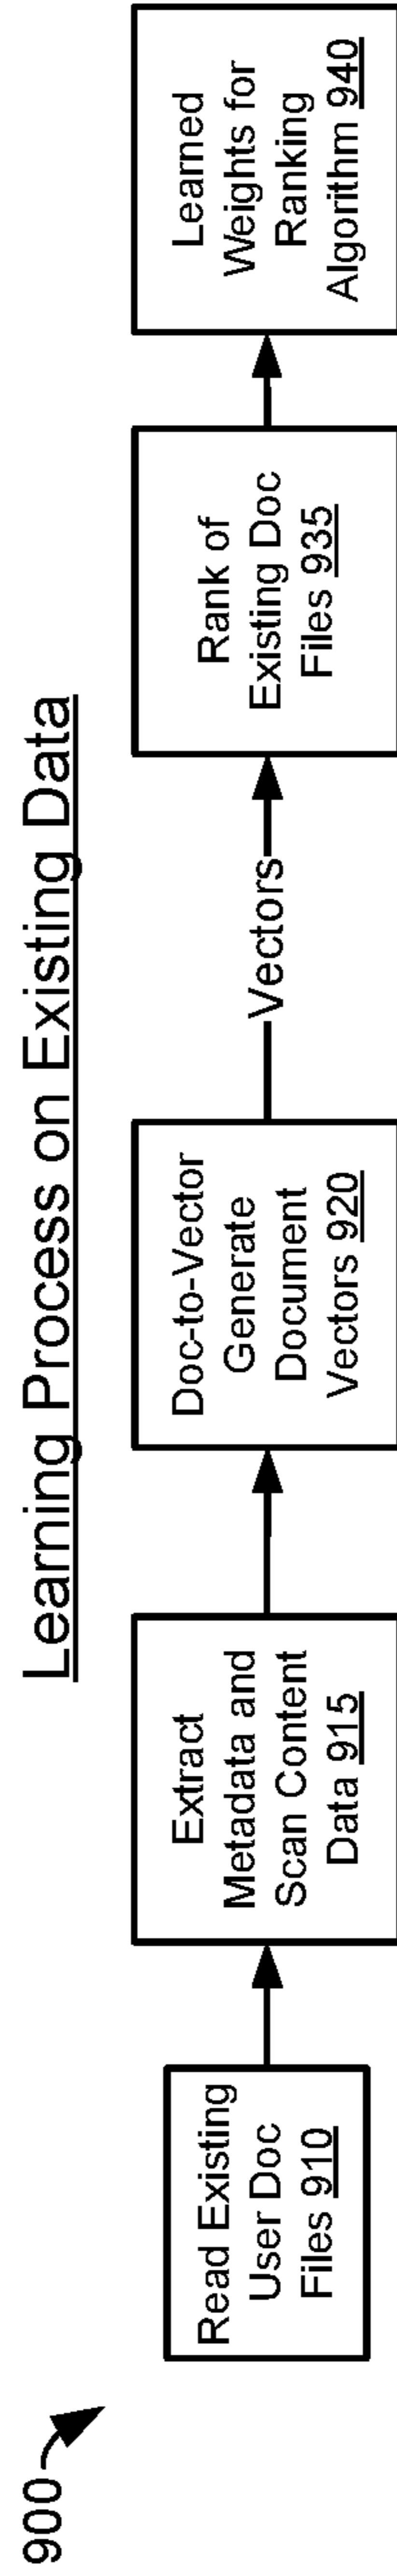 Learning Process on Existing Data
900
Read Existing
User Doc
Files 910
Extract
Metadata and
Scan Content
Data 915
Doc-to-Vector
Generate
Document
Vectors 920
Vectors
Rank of
Existing Doc
Files 935
Learned
Weights for
Ranking
Algorithm 940